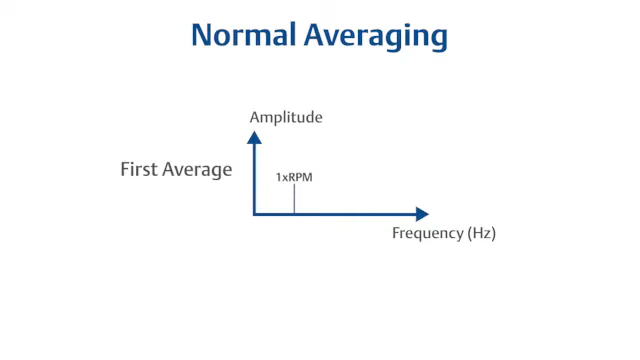 Normal Averaging
Amplitude
First Average
1xRPM
Frequency (Hz)